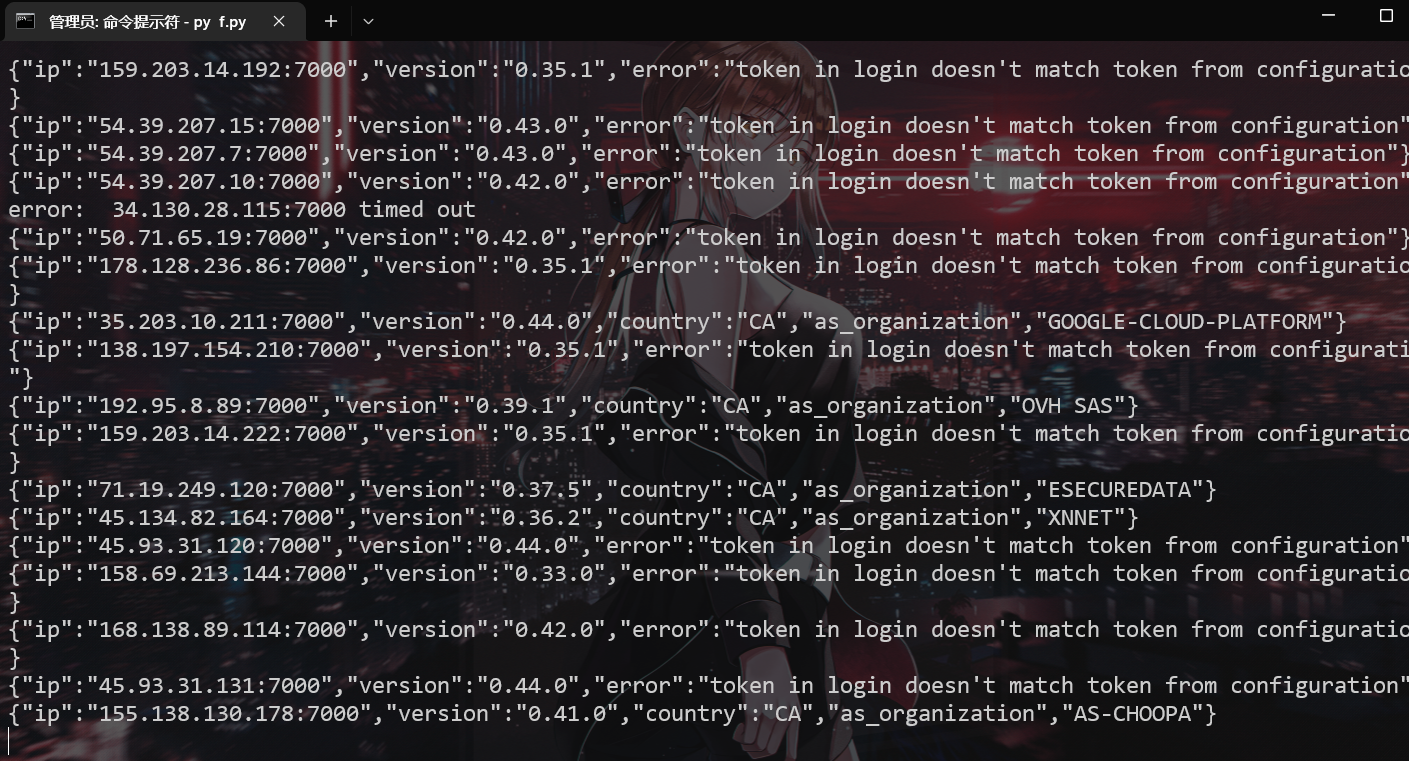 管理员: 命令提示符 - py f.py
{"ip":"159.203.14.192:7000","version":"0.35.1","error":"token in login doesn't match token from configuratio
}
{"ip":"54.39.207.15:7000","version":"0.43.0","error":"token in login doesn't match token from configuration"
{"ip":"54.39.207.7:7000","version":"0.43.0","error":"token in login doesn't match token from configuration"}
{"ip":"54.39.207.10:7000","version":"0.42.0","error":"token in login doesn't match token from configuration"
error:  34.130.28.115:7000 timed out
{"ip":"50.71.65.19:7000","version":"0.42.0","error":"token in login doesn't match token from configuration"}
{"ip":"178.128.236.86:7000","version":"0.35.1","error":"token in login doesn't match token from configuratio
}
{"ip":"35.203.10.211:7000","version":"0.44.0","country":"CA","as_organization","GOOGLE-CLOUD-PLATFORM"}
{"ip":"138.197.154.210:7000","version":"0.35.1","error":"token in login doesn't match token from configurati
"}
{"ip":"192.95.8.89:7000","version":"0.39.1","country":"CA","as_organization","OVH SAS"}
{"ip":"159.203.14.222:7000","version":"0.35.1","error":"token in login doesn't match token from configuratio
}
{"ip":"71.19.249.120:7000","version":"0.37.5","country":"CA","as_organization","ESECUREDATA"}
{"ip":"45.134.82.164:7000","version":"0.36.2","country":"CA","as_organization","XNNET"}
{"ip":"45.93.31.120:7000","version":"0.44.0","error":"token in login doesn't match token from configuration"
{"ip":"158.69.213.144:7000","version":"0.33.0","error":"token in login doesn't match token from configuratio
}
{"ip":"168.138.89.114:7000","version":"0.42.0","error":"token in login doesn't match token from configuratio
}
{"ip":"45.93.31.131:7000","version":"0.44.0","error":"token in login doesn't match token from configuration"
{"ip":"155.138.130.178:7000","version":"0.41.0","country":"CA","as_organization","AS-CHOOPA"}